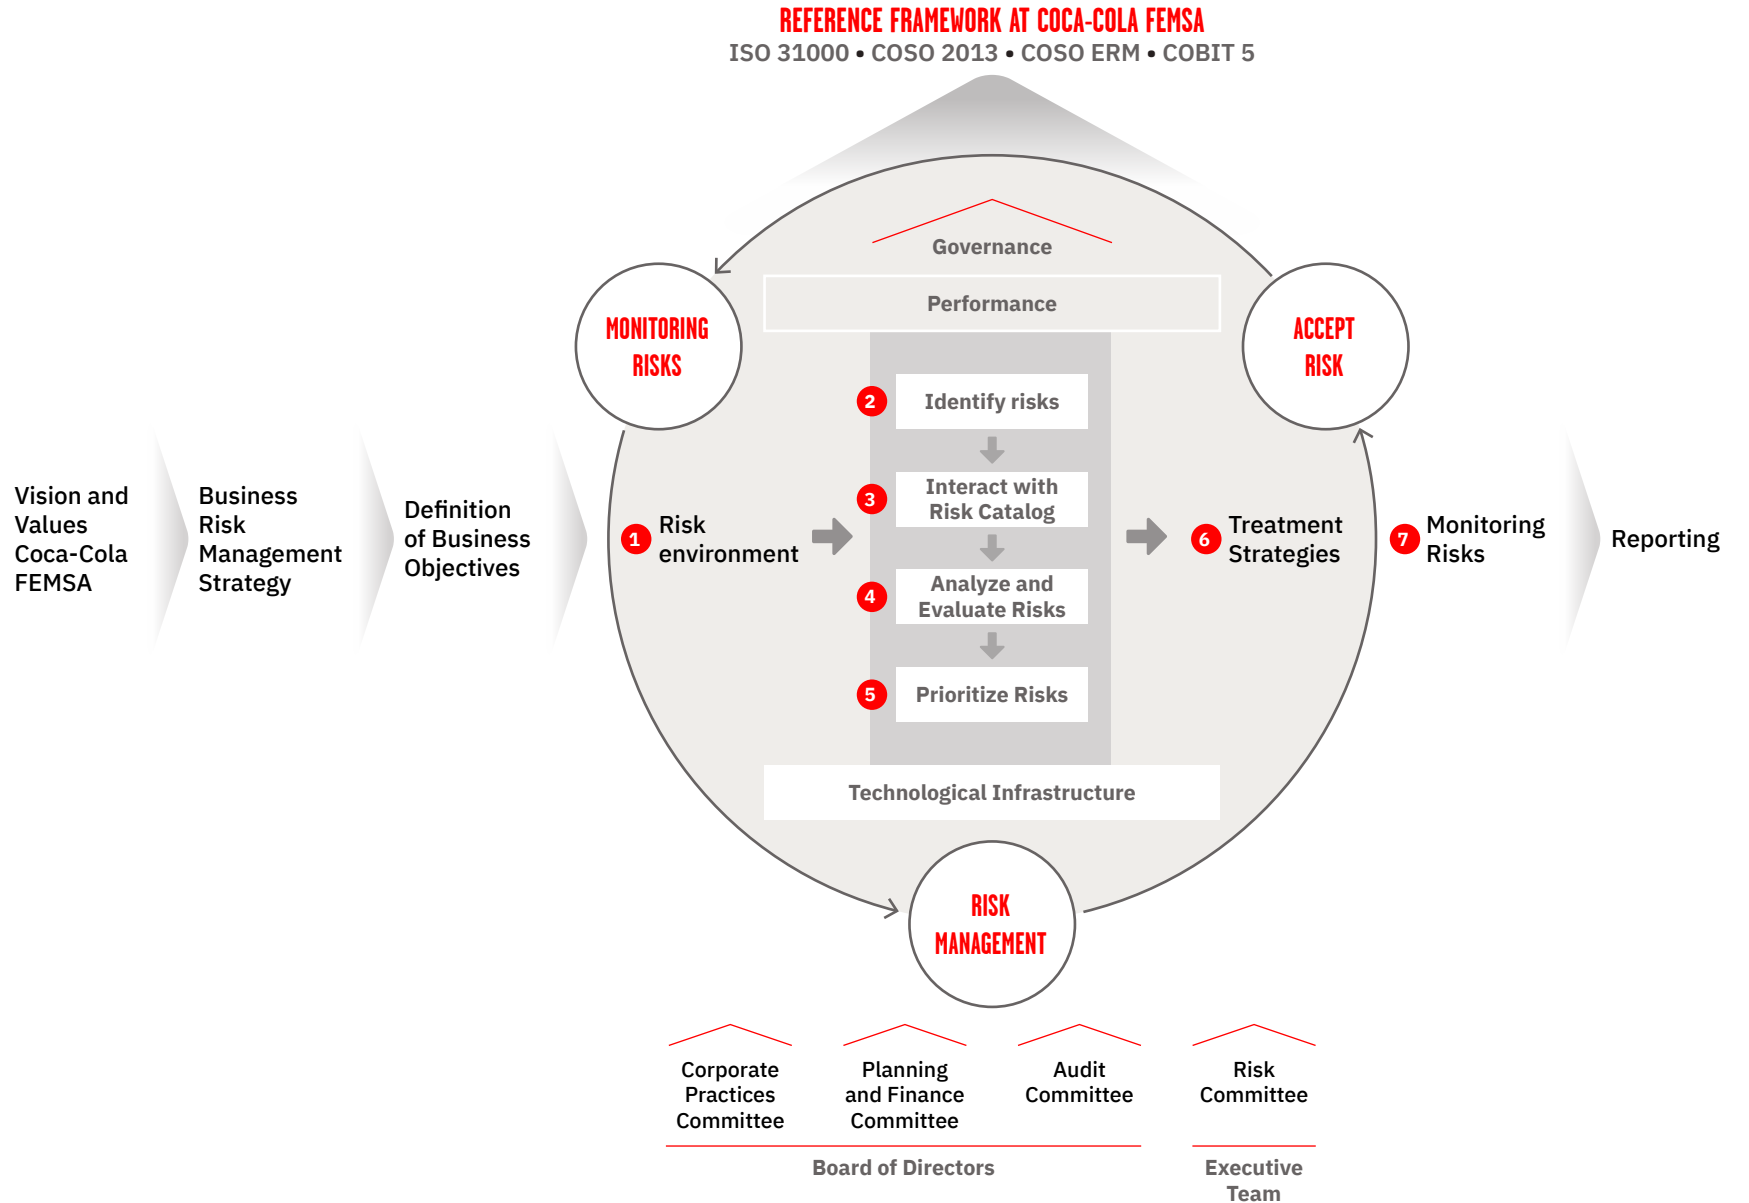 REFERENCE FRAMEWORK AT COCA-COLA FEMSA
ISO 31000 • COSO 2013 • COSO ERM • COBIT 5
Governance
Performance
MONITORING
RISKS
ACCEPT
RISK
Vision and
Values
Coca-Cola
FEMSA
Business
Risk
Management
Strategy
Definition
of Business
Objectives
1 Risk
environment
2 Identify risks
3 Interact with
Risk Catalog
4 Analyze and
Evaluate Risks
5 Prioritize Risks
6 Treatment
Strategies
7 Monitoring
Risks
Reporting
Technological Infrastructure
RISK
MANAGEMENT
Corporate
Practices
Committee
Planning
and Finance
Committee
Audit
Committee
Risk
Committee
Board of Directors
Executive
Team